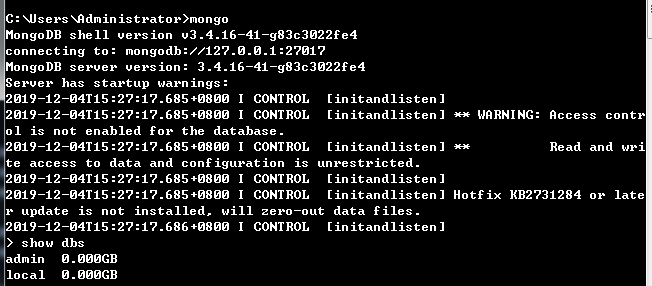 C:\Users\Administrator>mongo
MongoDB shell version v3.4.16-41-g83c3022fe4
connecting to: mongodb://127.0.0.1:27017
MongoDB server version: 3.4.16-41-g83c3022fe4
Server has startup warnings:
2019-12-04T15:27:17.685+0800 I CONTROL  [initandlisten]
2019-12-04T15:27:17.685+0800 I CONTROL  [initandlisten] ** WARNING: Access contr
ol is not enabled for the database.
2019-12-04T15:27:17.685+0800 I CONTROL  [initandlisten] **          Read and wri
te access to data and configuration is unrestricted.
2019-12-04T15:27:17.685+0800 I CONTROL  [initandlisten]
2019-12-04T15:27:17.685+0800 I CONTROL  [initandlisten] Hotfix KB2731284 or late
r update is not installed, will zero-out data files.
2019-12-04T15:27:17.686+0800 I CONTROL  [initandlisten]
> show dbs
admin  0.000GB
local  0.000GB